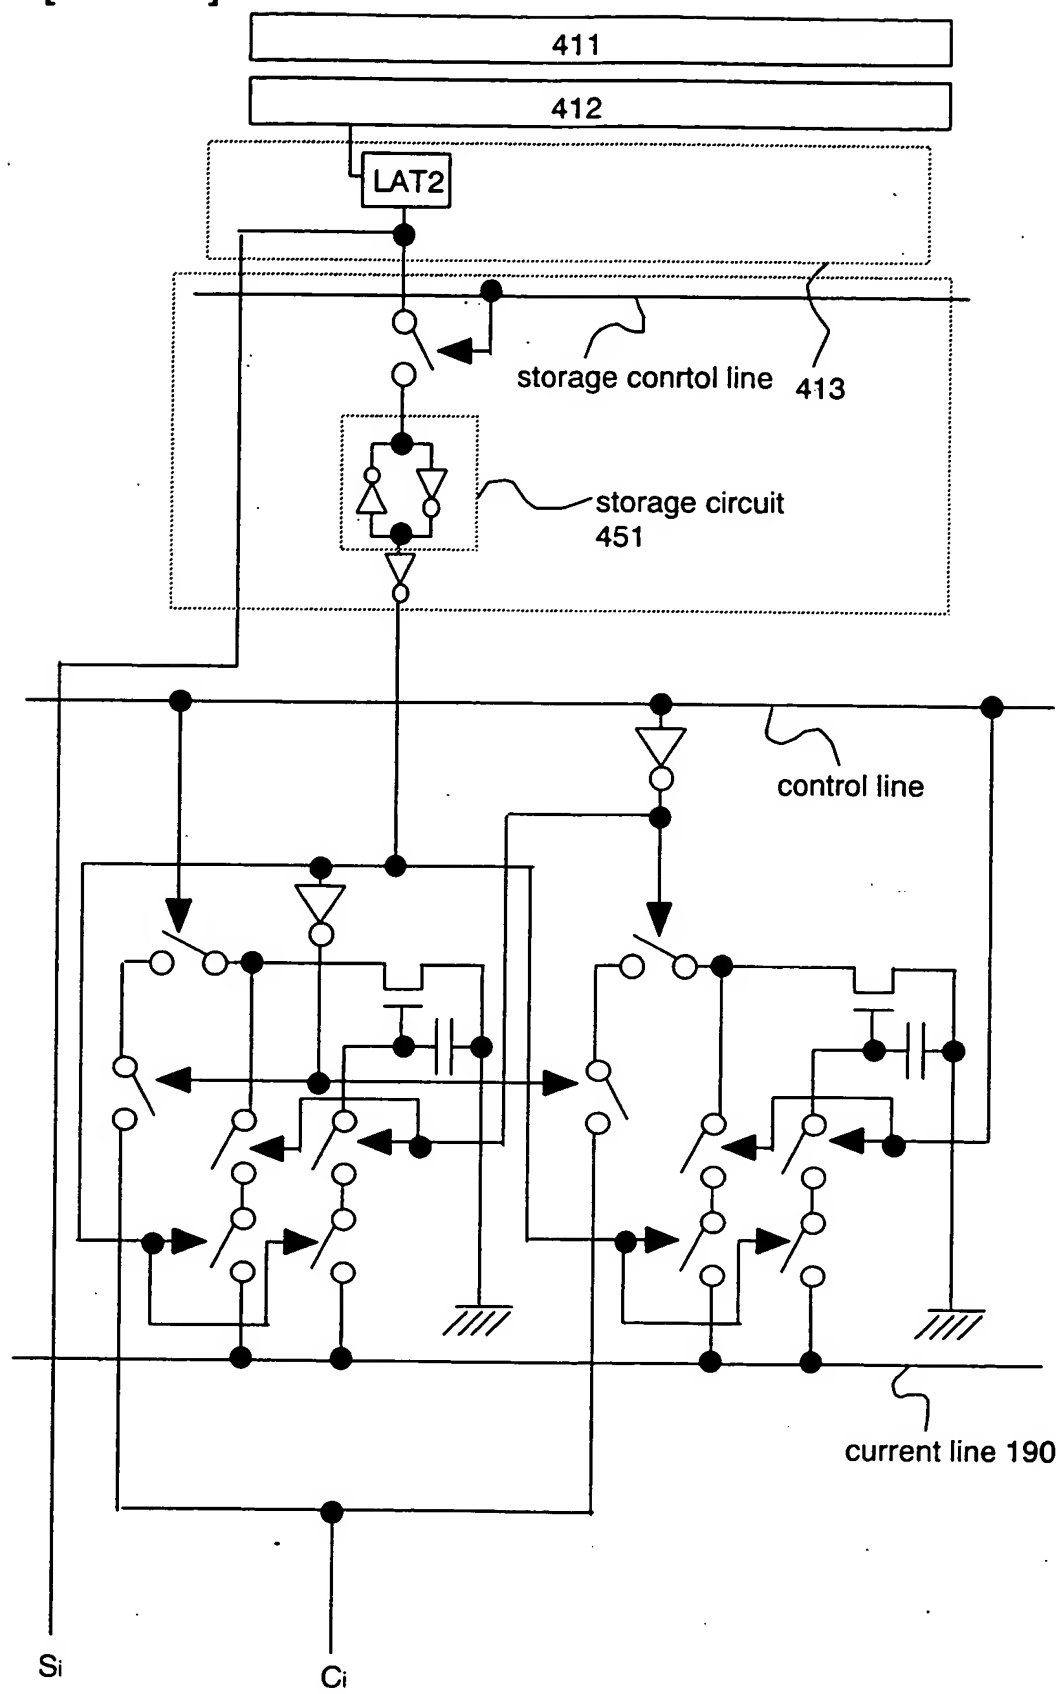 411
412
LAT2
storage conrtol line
413
storage circuit
451
control line
current line 190
Si
Ci